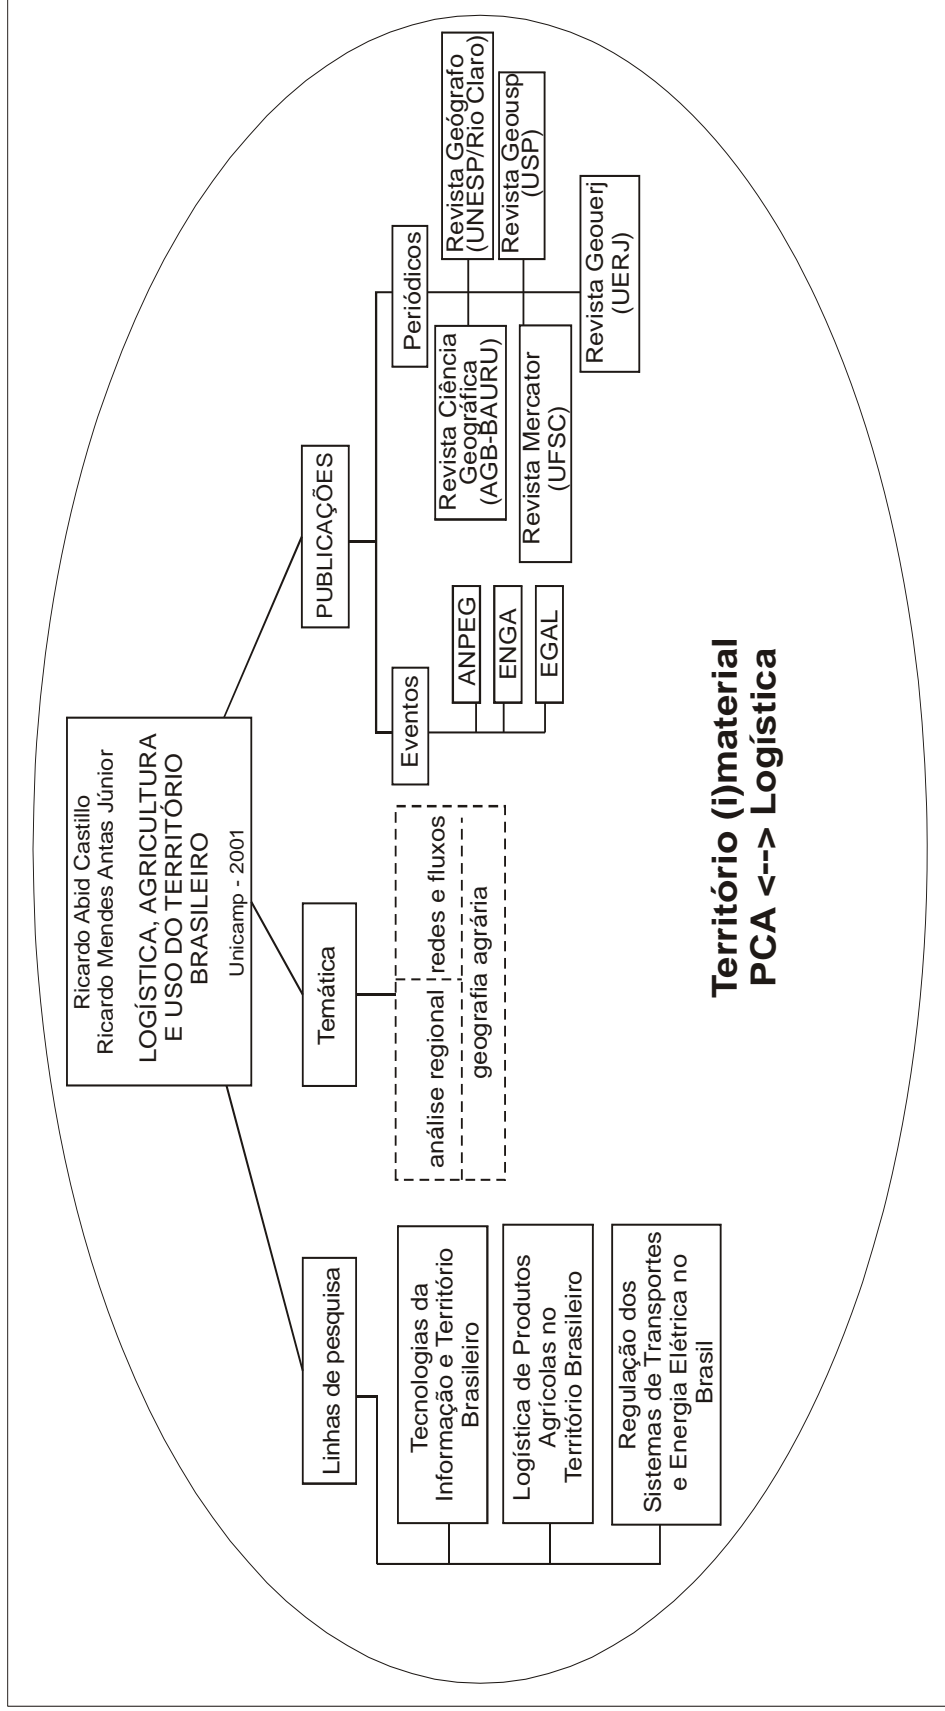 Ricardo Abid Castillo
Ricardo Mendes Antas Júnior
LOGÍSTICA, AGRICULTURA
E USO DO TERRITÓRIO
BRASILEIRO
Unicamp - 2001
Linhas de pesquisa
Tecnologias da
Informação e Território
Brasileiro
Logística de Produtos
Agrícolas no
Território Brasileiro
Regulação dos
Sistemas de Transportes
e Energia Elétrica no
Brasil
Temática
análise regional
redes e fluxos
geografia agrária
PUBLICAÇÕES
Eventos
ANPEG
ENGA
EGAL
Periódicos
Revista Ciência
Geográfica
(AGB-BAURU)
Revista Geógrafo
(UNESP/Rio Claro)
Revista Mercator
(UFSC)
Revista Geousp
(USP)
Revista Geouerj
(UERJ)
Território (i)material
PCA <--> Logística